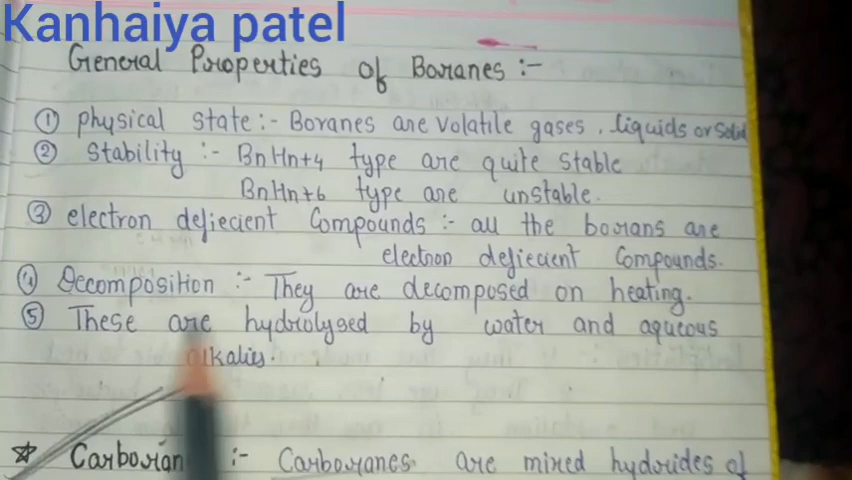 Kanhaiya patel
General Properties of Boranes :-
① Physical state :- Boranes are volatile gases, liquids or solid
② Stability :- BnHn+4 type are quite stable
BnHn+6 type are unstable.
③ electron defiecient Compounds :- all the borans are
electron defiecient Compounds.
④ Decomposition :- They are decomposed on heating.
⑤ These are hydrolysed by water and aqueous
alkalies.
☆ Carboran :- Carboranes are mixed hydrides of